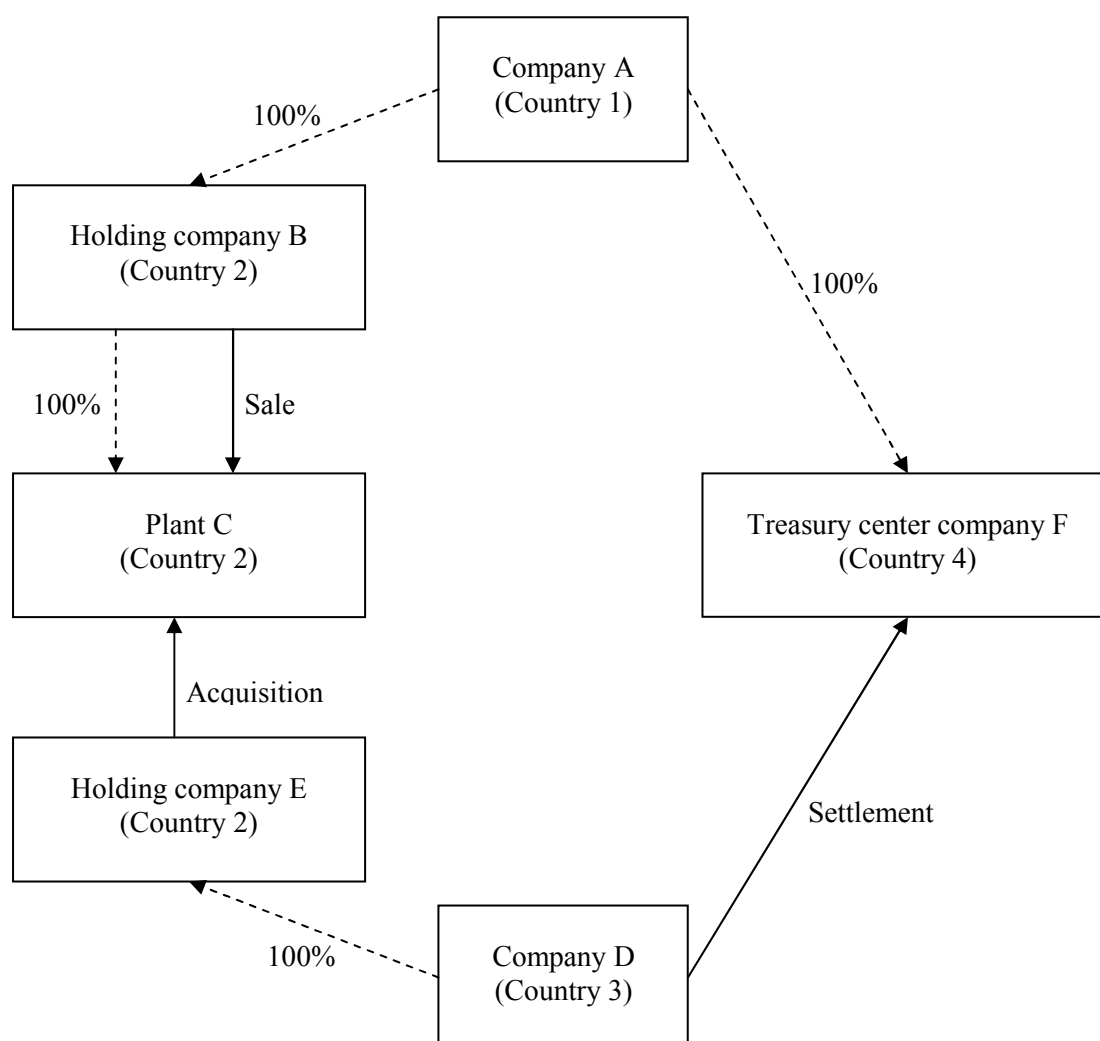 Company A
(Country 1)
100%
Holding company B
(Country 2)
100%
100%
Sale
Plant C
(Country 2)
Treasury center company F
(Country 4)
Acquisition
Holding company E
(Country 2)
Settlement
100%
Company D
(Country 3)